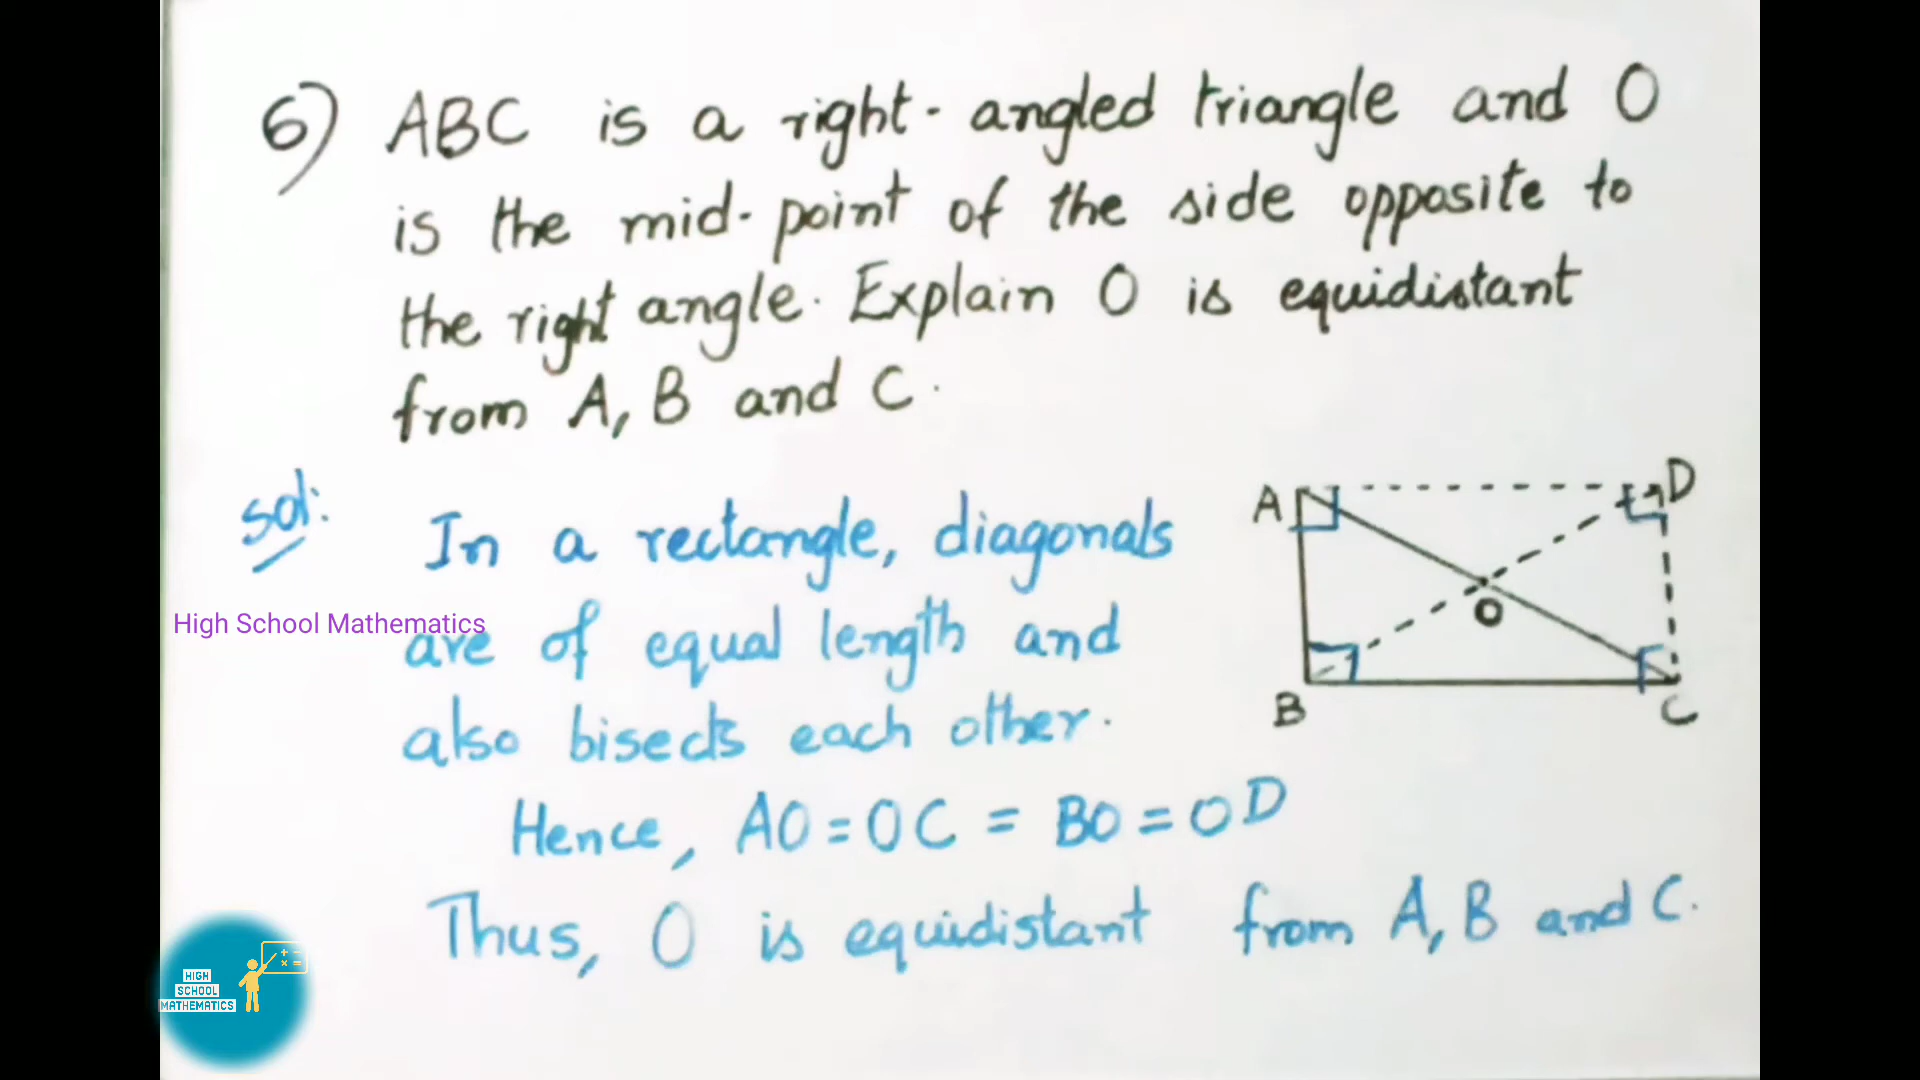 6) ABC is a right-angled triangle and O
is the mid-point of the side opposite to
the right angle. Explain O is equidistant
from A, B and C.
Sol:
In a rectangle, diagonals
are of equal length and
also bisects each other.
Hence, AO = OC = BO = OD
Thus, O is equidistant from A, B and C.
A
D
O
B
C
High School Mathematics
HIGH
SCHOOL
MATHEMATICS
+ −
× =